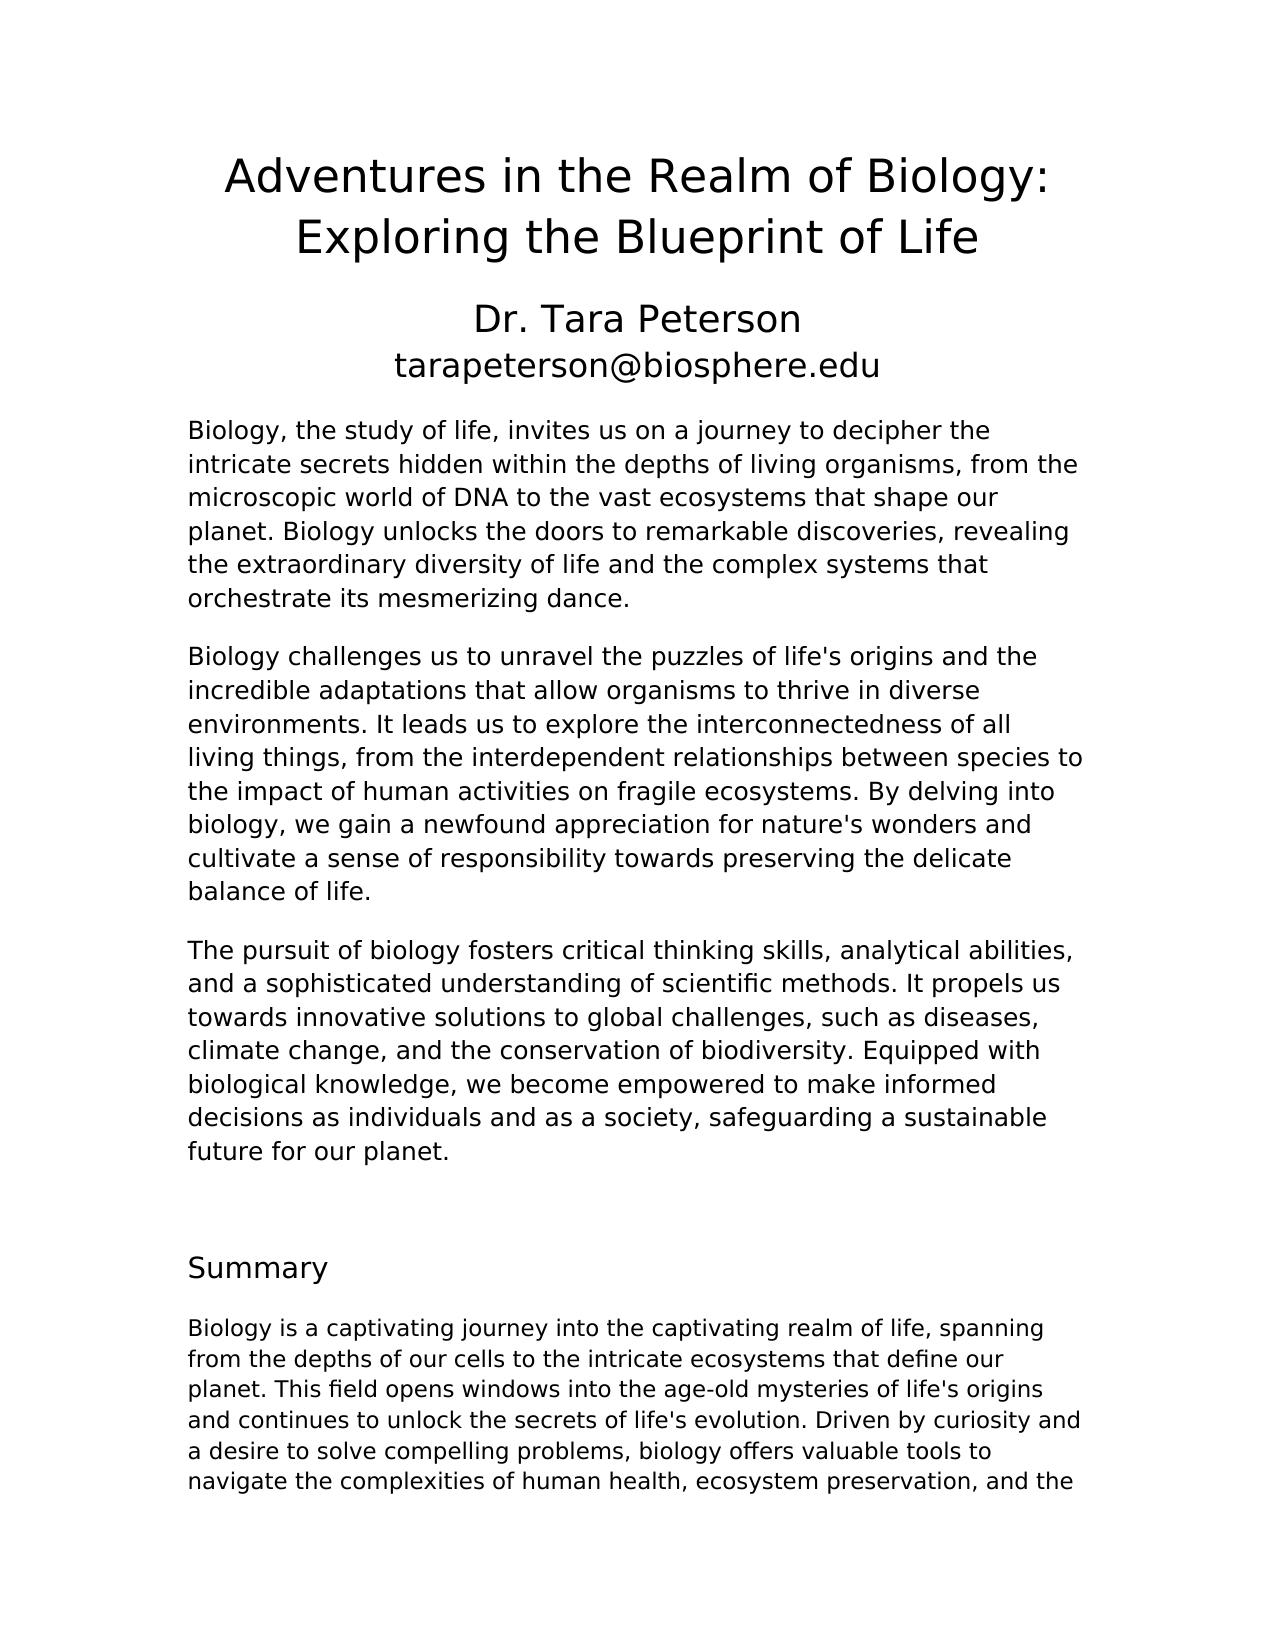 Adventures in the Realm of Biology:
Exploring the Blueprint of Life
Dr. Tara Peterson
tarapeterson@biosphere.edu
Biology, the study of life, invites us on a journey to decipher the
intricate secrets hidden within the depths of living organisms, from the
microscopic world of DNA to the vast ecosystems that shape our
planet. Biology unlocks the doors to remarkable discoveries, revealing
the extraordinary diversity of life and the complex systems that
orchestrate its mesmerizing dance.
Biology challenges us to unravel the puzzles of life's origins and the
incredible adaptations that allow organisms to thrive in diverse
environments. It leads us to explore the interconnectedness of all
living things, from the interdependent relationships between species to
the impact of human activities on fragile ecosystems. By delving into
biology, we gain a newfound appreciation for nature's wonders and
cultivate a sense of responsibility towards preserving the delicate
balance of life.
The pursuit of biology fosters critical thinking skills, analytical abilities,
and a sophisticated understanding of scientific methods. It propels us
towards innovative solutions to global challenges, such as diseases,
climate change, and the conservation of biodiversity. Equipped with
biological knowledge, we become empowered to make informed
decisions as individuals and as a society, safeguarding a sustainable
future for our planet.
Summary
Biology is a captivating journey into the captivating realm of life, spanning
from the depths of our cells to the intricate ecosystems that define our
planet. This field opens windows into the age-old mysteries of life's origins
and continues to unlock the secrets of life's evolution. Driven by curiosity and
a desire to solve compelling problems, biology offers valuable tools to
navigate the complexities of human health, ecosystem preservation, and the